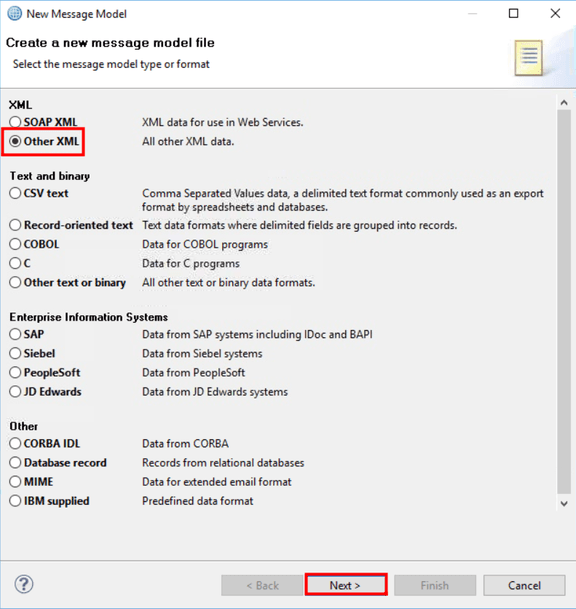 New Message Model
Create a new message model file
Select the message model type or format
XML
SOAP XML XML data for use in Web Services.
Other XML All other XML data.
Text and binary
CSV text Comma Separated Values data, a delimited text format commonly used as an export
format by spreadsheets and databases.
Record-oriented text Text data formats where delimited fields are grouped into records.
COBOL Data for COBOL programs
C Data for C programs
Other text or binary All other text or binary data formats.
Enterprise Information Systems
SAP Data from SAP systems including IDoc and BAPI
Siebel Data from Siebel systems
PeopleSoft Data from PeopleSoft
JD Edwards Data from JD Edwards systems
Other
CORBA IDL Data from CORBA
Database record Records from relational databases
MIME Data for extended email format
IBM supplied Predefined data format
? < Back Next > Finish Cancel